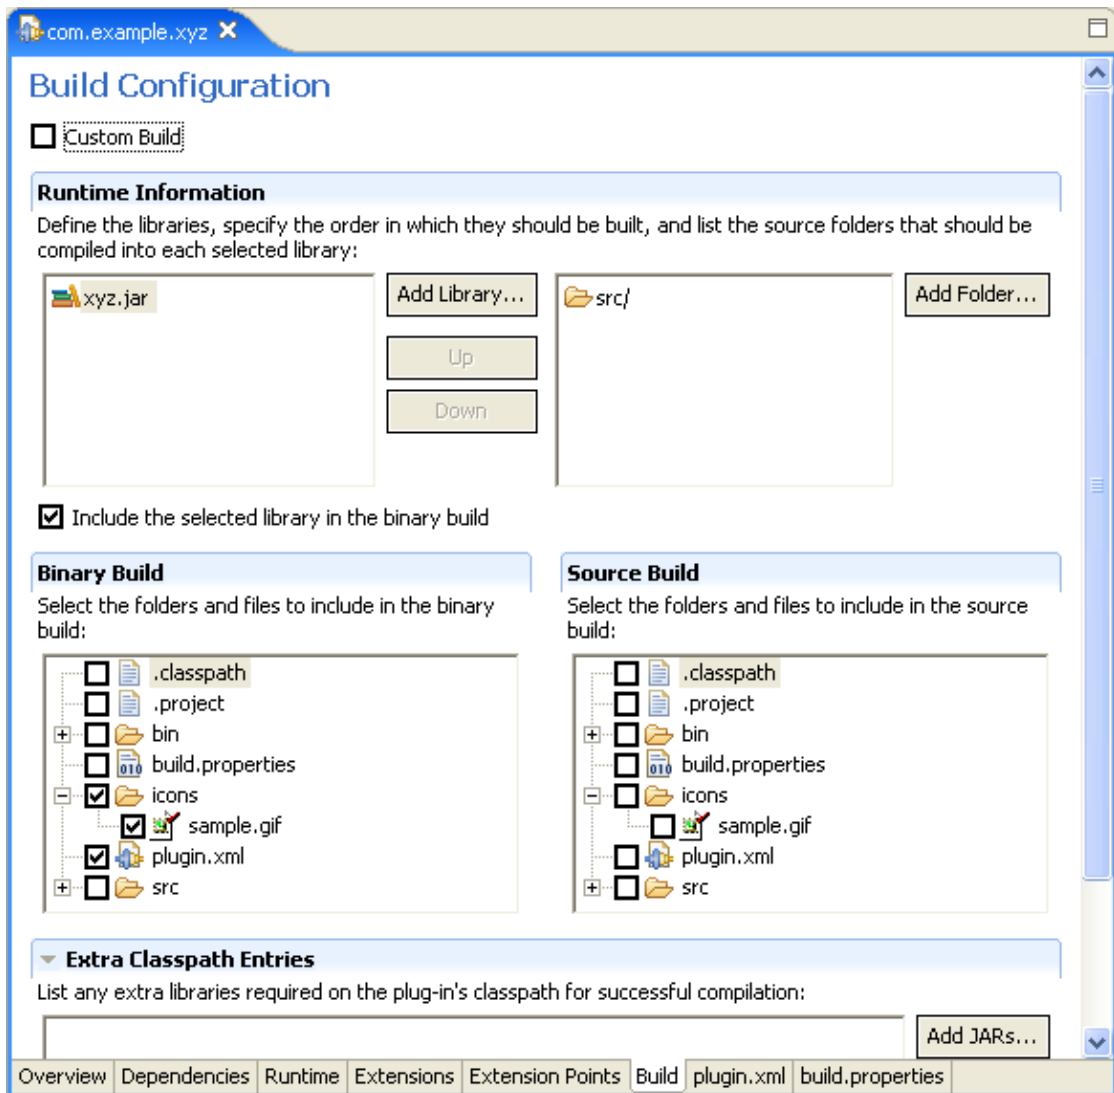 com.example.xyz
Build Configuration
Custom Build
Runtime Information
Define the libraries, specify the order in which they should be built, and list the source folders that should be
compiled into each selected library:
xyz.jar
Add Library...
Up
Down
src/
Add Folder...
Include the selected library in the binary build
Binary Build
Select the folders and files to include in the binary
build:
.classpath
.project
bin
build.properties
icons
sample.gif
plugin.xml
src
Source Build
Select the folders and files to include in the source
build:
.classpath
.project
bin
build.properties
icons
sample.gif
plugin.xml
src
Extra Classpath Entries
List any extra libraries required on the plug-in's classpath for successful compilation:
Add JARs...
Overview Dependencies Runtime Extensions Extension Points Build plugin.xml build.properties